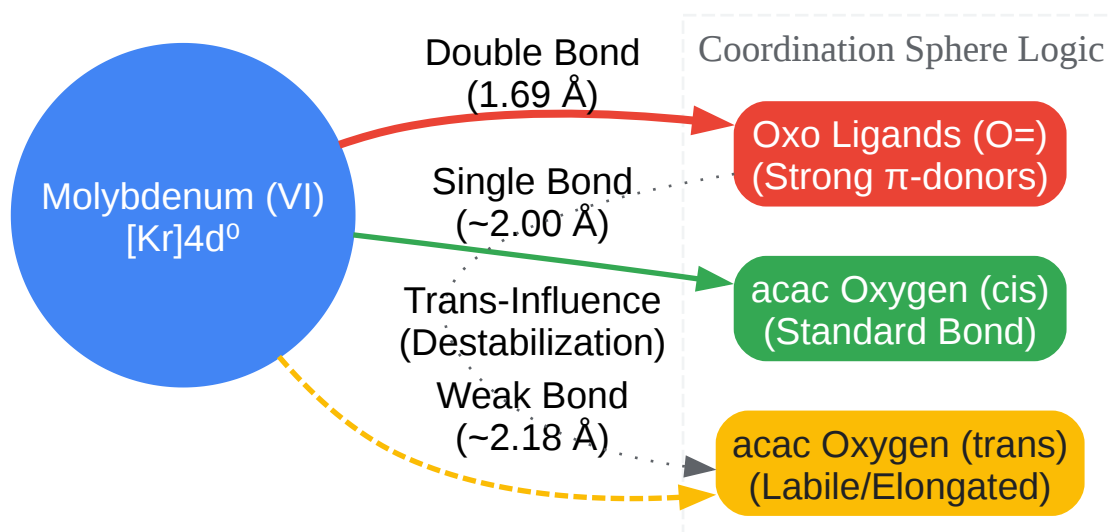 Coordination Sphere Logic
Molybdenum (VI)
[Kr]4d⁰
Double Bond
(1.69 Å)
Oxo Ligands (O=)
(Strong π-donors)
Single Bond
(~2.00 Å)
acac Oxygen (cis)
(Standard Bond)
Trans-Influence
(Destabilization)
Weak Bond
(~2.18 Å)
acac Oxygen (trans)
(Labile/Elongated)